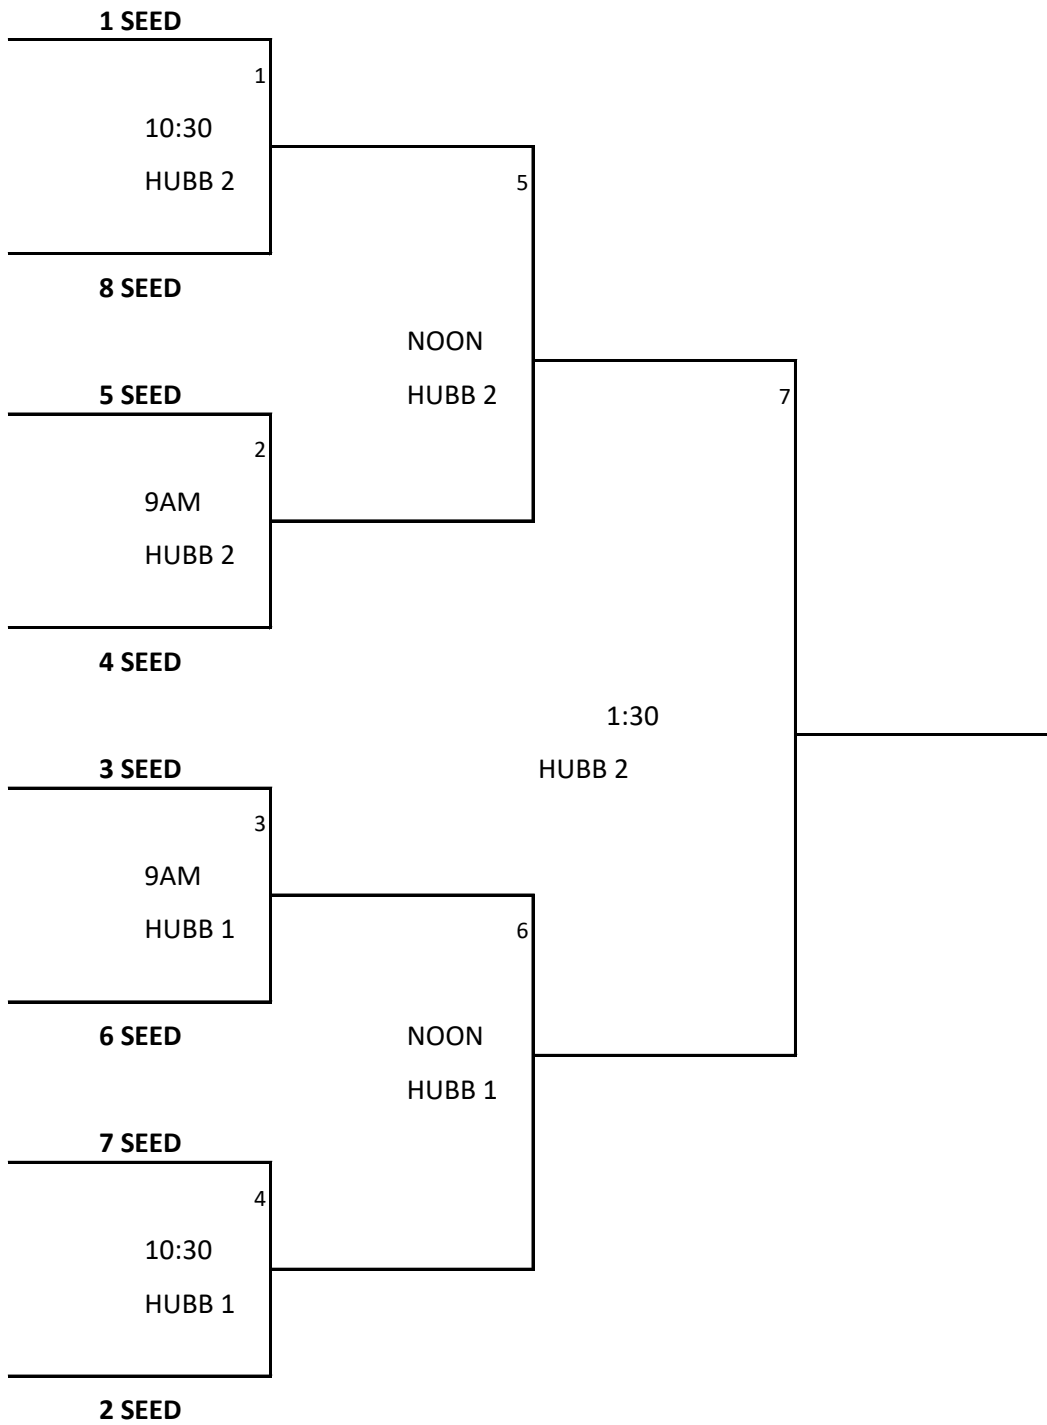 1 SEED
1
10:30
HUBB 2
8 SEED
5
NOON
HUBB 2
5 SEED
2
9AM
HUBB 2
4 SEED
7
1:30
HUBB 2
3 SEED
3
9AM
HUBB 1
6 SEED
6
NOON
HUBB 1
7 SEED
4
10:30
HUBB 1
2 SEED